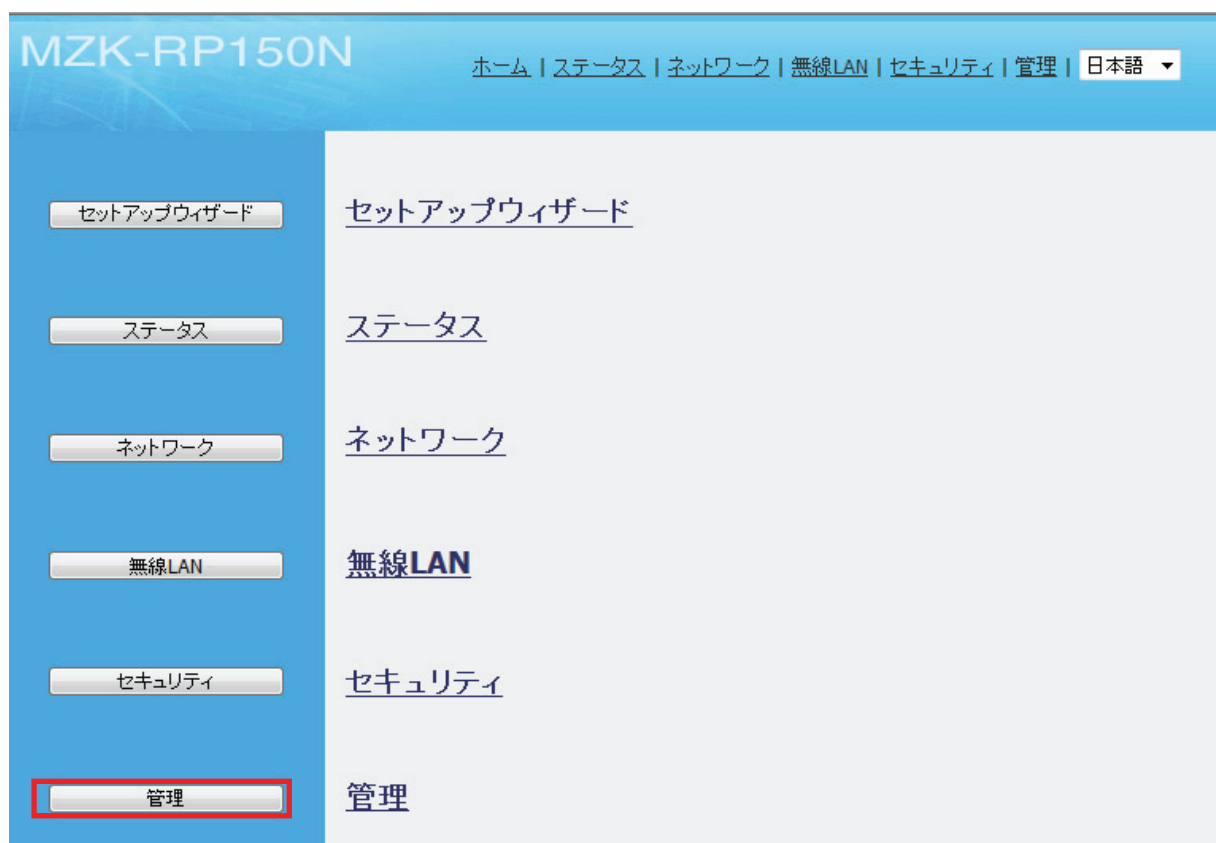 MZK-RP150N
ホーム | ステータス | ネットワーク | 無線LAN | セキュリティ | 管理 | 日本語
セットアップウィザード
セットアップウィザード
ステータス
ステータス
ネットワーク
ネットワーク
無線LAN
無線LAN
セキュリティ
セキュリティ
管理
管理